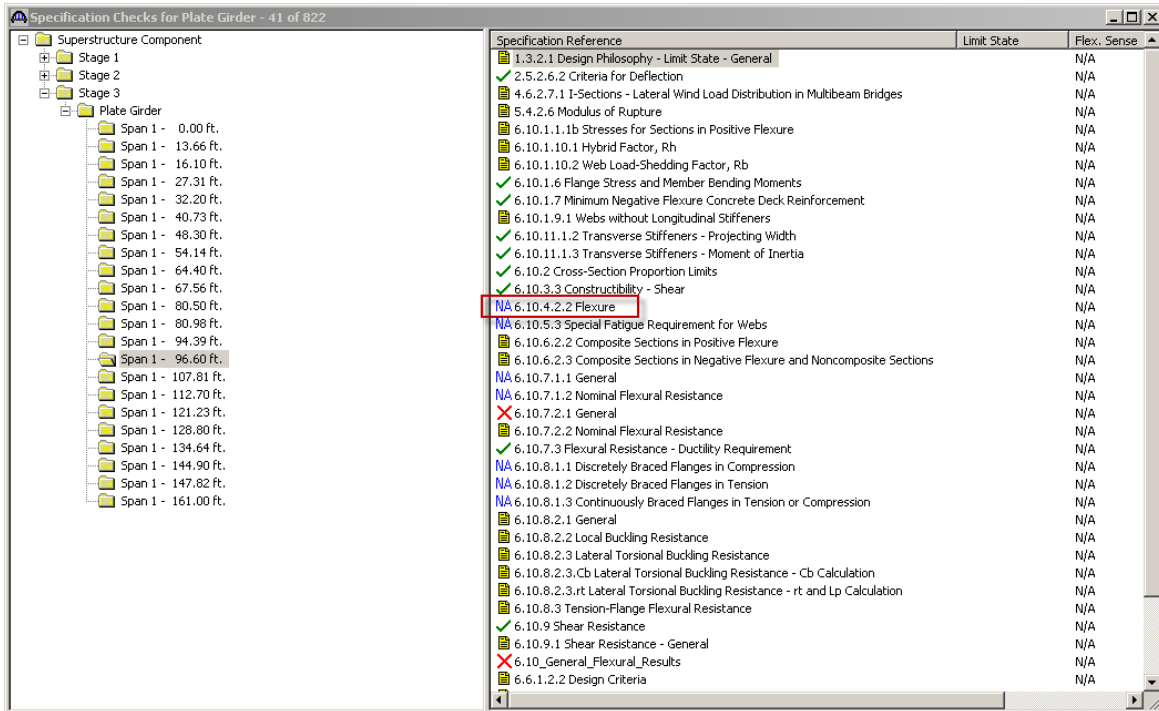 Specification Checks for Plate Girder - 41 of 822
Superstructure Component
Stage 1
Stage 2
Stage 3
Plate Girder
Span 1 - 0.00 ft.
Span 1 - 13.66 ft.
Span 1 - 16.10 ft.
Span 1 - 27.31 ft.
Span 1 - 32.20 ft.
Span 1 - 40.73 ft.
Span 1 - 48.30 ft.
Span 1 - 54.14 ft.
Span 1 - 64.40 ft.
Span 1 - 67.56 ft.
Span 1 - 80.50 ft.
Span 1 - 80.98 ft.
Span 1 - 94.39 ft.
Span 1 - 96.60 ft.
Span 1 - 107.81 ft.
Span 1 - 112.70 ft.
Span 1 - 121.23 ft.
Span 1 - 128.80 ft.
Span 1 - 134.64 ft.
Span 1 - 144.90 ft.
Span 1 - 147.82 ft.
Span 1 - 161.00 ft.
Specification Reference Limit State Flex. Sense
1.3.2.1 Design Philosophy - Limit State - General N/A
2.5.2.6.2 Criteria for Deflection N/A
4.6.2.7.1 I-Sections - Lateral Wind Load Distribution in Multibeam Bridges N/A
5.4.2.6 Modulus of Rupture N/A
6.10.1.1.1b Stresses for Sections in Positive Flexure N/A
6.10.1.10.1 Hybrid Factor, Rh N/A
6.10.1.10.2 Web Load-Shedding Factor, Rb N/A
6.10.1.6 Flange Stress and Member Bending Moments N/A
6.10.1.7 Minimum Negative Flexure Concrete Deck Reinforcement N/A
6.10.1.9.1 Webs without Longitudinal Stiffeners N/A
6.10.11.1.2 Transverse Stiffeners - Projecting Width N/A
6.10.11.1.3 Transverse Stiffeners - Moment of Inertia N/A
6.10.2 Cross-Section Proportion Limits N/A
6.10.3.3 Constructibility - Shear N/A
NA 6.10.4.2.2 Flexure N/A
NA 6.10.5.3 Special Fatigue Requirement for Webs N/A
6.10.6.2.2 Composite Sections in Positive Flexure N/A
6.10.6.2.3 Composite Sections in Negative Flexure and Noncomposite Sections N/A
NA 6.10.7.1.1 General N/A
NA 6.10.7.1.2 Nominal Flexural Resistance N/A
6.10.7.2.1 General N/A
6.10.7.2.2 Nominal Flexural Resistance N/A
6.10.7.3 Flexural Resistance - Ductility Requirement N/A
NA 6.10.8.1.1 Discretely Braced Flanges in Compression N/A
NA 6.10.8.1.2 Discretely Braced Flanges in Tension N/A
NA 6.10.8.1.3 Continuously Braced Flanges in Tension or Compression N/A
6.10.8.2.1 General N/A
6.10.8.2.2 Local Buckling Resistance N/A
6.10.8.2.3 Lateral Torsional Buckling Resistance N/A
6.10.8.2.3.Cb Lateral Torsional Buckling Resistance - Cb Calculation N/A
6.10.8.2.3.rt Lateral Torsional Buckling Resistance - rt and Lp Calculation N/A
6.10.8.3 Tension-Flange Flexural Resistance N/A
6.10.9 Shear Resistance N/A
6.10.9.1 Shear Resistance - General N/A
6.10_General_Flexural_Results N/A
6.6.1.2.2 Design Criteria N/A